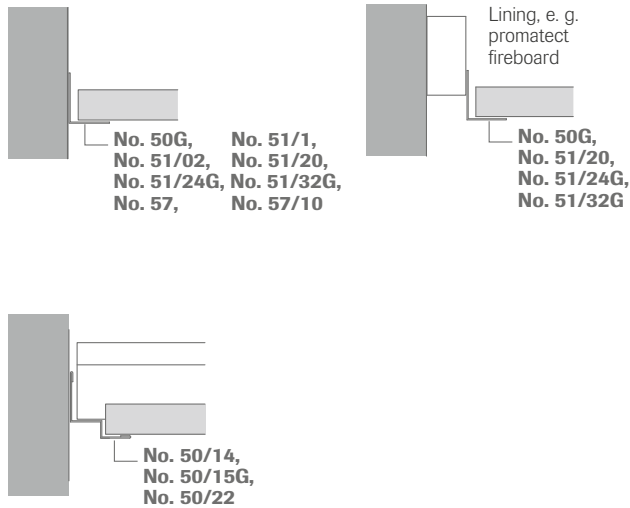 No. 50G, No. 51/1,
No. 51/02, No. 51/20,
No. 51/24G, No. 51/32G,
No. 57, No. 57/10
Lining, e. g.
promatect
fireboard
No. 50G,
No. 51/20,
No. 51/24G,
No. 51/32G
No. 50/14,
No. 50/15G,
No. 50/22